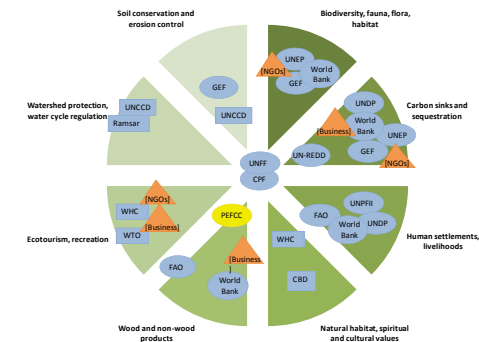 Soil conservation and
erosion control
Biodiversity, fauna, flora,
habitat
UNEP
[NGOs]
World
Bank
GEF
GEF
UNCCD
Watershed protection,
water cycle regulation
UNCCD
Ramsar
UNDP
World
Bank
[Business]
UNEP
GEF
[NGOs]
UN-REDD
Carbon sinks and
sequestration
UNFF
CPF
[NGOs]
WHC
[Business]
WTO
Ecotourism, recreation
PEFCC
[Business
]
FAO
World
Bank
Wood and non-wood
products
WHC
CBD
Natural habitat, spiritual
and cultural values
UNPFII
FAO
UNDP
World
Bank
Human settlements,
livelihoods